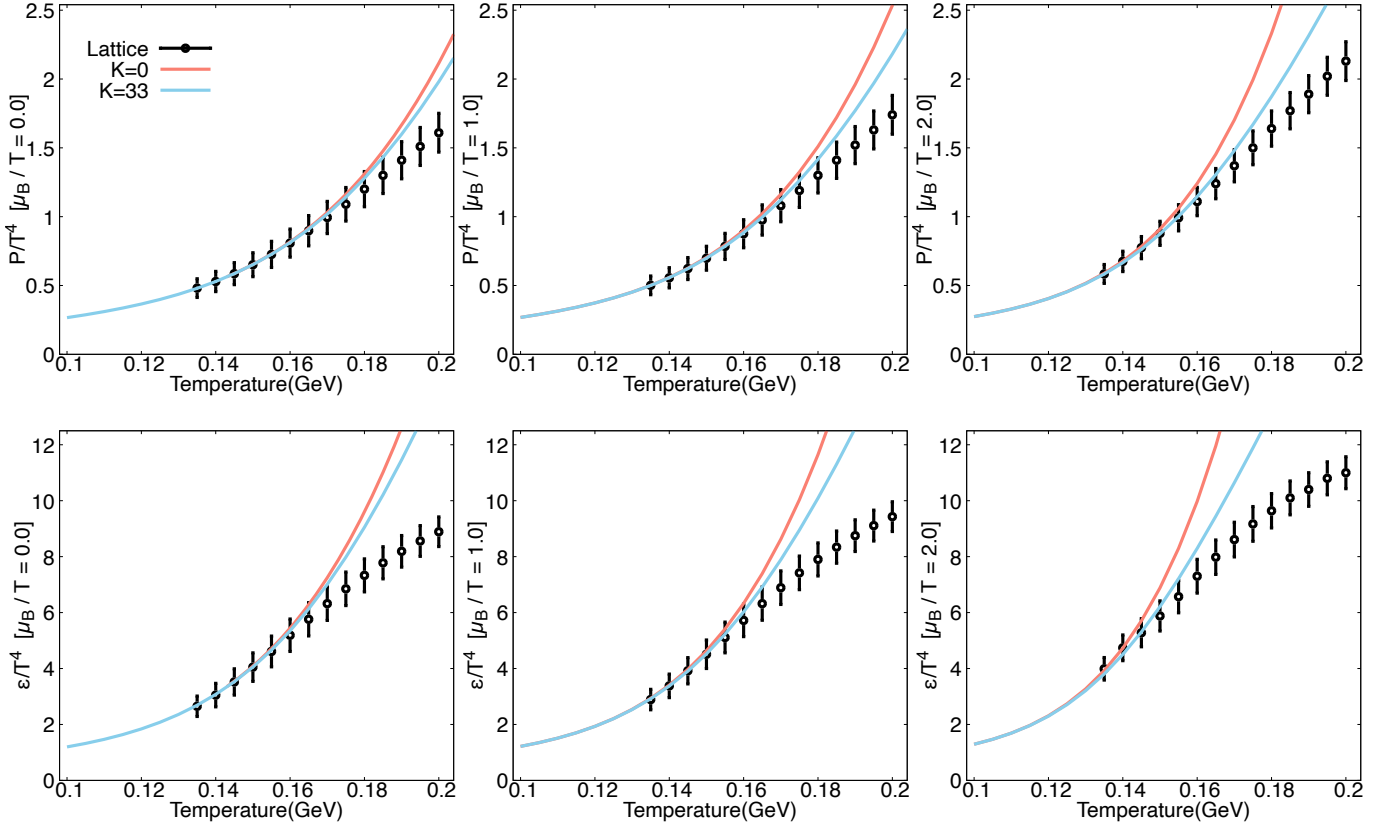 2.5
2
1.5
1
0.5
0
P/T⁴ [μB / T = 0.0]
Lattice
K=0
K=33
0.1 0.12 0.14 0.16 0.18 0.2
Temperature(GeV)
2.5
2
1.5
1
0.5
0
P/T⁴ [μB / T = 1.0]
0.1 0.12 0.14 0.16 0.18 0.2
Temperature(GeV)
2.5
2
1.5
1
0.5
0
P/T⁴ [μB / T = 2.0]
0.1 0.12 0.14 0.16 0.18 0.2
Temperature(GeV)
12
10
8
6
4
2
0
ε/T⁴ [μB / T = 0.0]
0.1 0.12 0.14 0.16 0.18 0.2
Temperature(GeV)
12
10
8
6
4
2
0
ε/T⁴ [μB / T = 1.0]
0.1 0.12 0.14 0.16 0.18 0.2
Temperature(GeV)
12
10
8
6
4
2
0
ε/T⁴ [μB / T = 2.0]
0.1 0.12 0.14 0.16 0.18 0.2
Temperature(GeV)